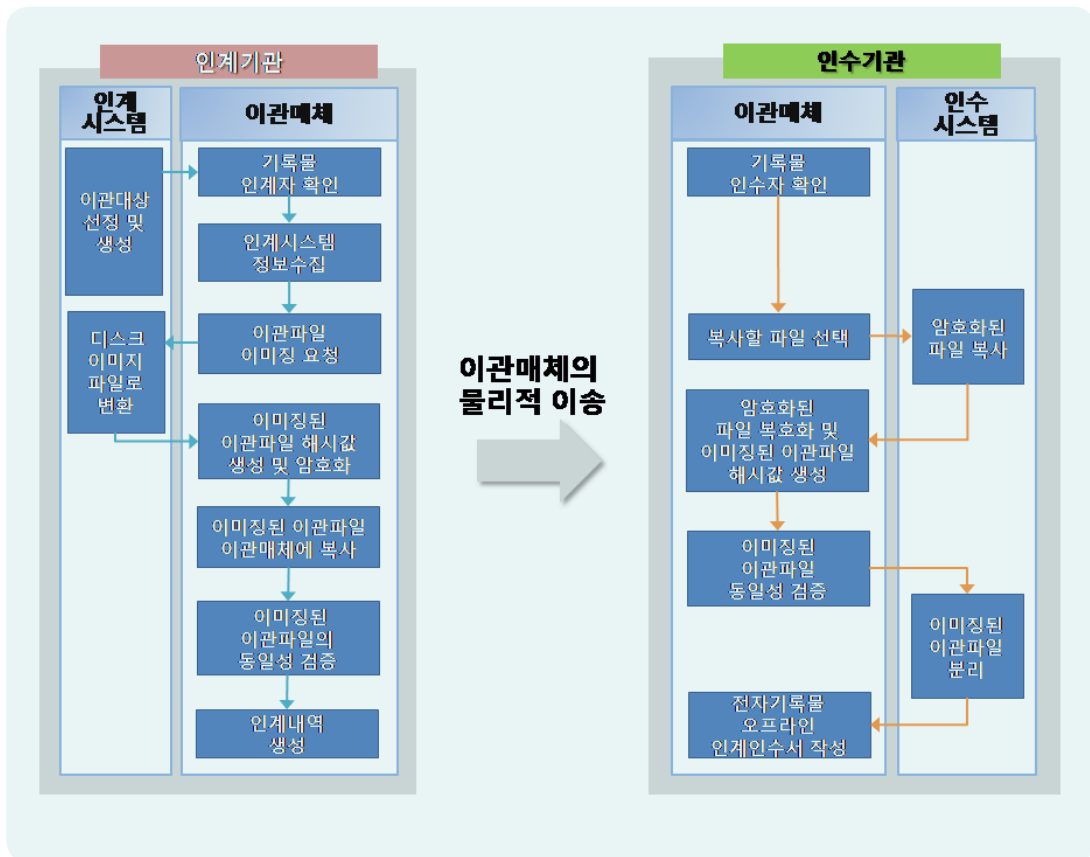 인계기관
인계
시스템
이관매체
이관대상
선정 및
생성
기록물
인계자 확인
인계시스템
정보수집
이관파일
이미징 요청
디스크
이미지
파일로
변환
이미징된
이관파일 해시값
생성 및 암호화
이미징된 이관파일
이관매체에 복사
이미징된
이관파일의
동일성 검증
인계내역
생성
이관매체의
물리적 이송
인수기관
이관매체
인수
시스템
기록물
인수자 확인
복사할 파일 선택
암호화된
파일 복사
암호화된
파일 복호화 및
이미징된 이관파일
해시값 생성
이미징된
이관파일
동일성 검증
이미징된
이관파일
분리
전자기록물
오프라인
인계인수서 작성